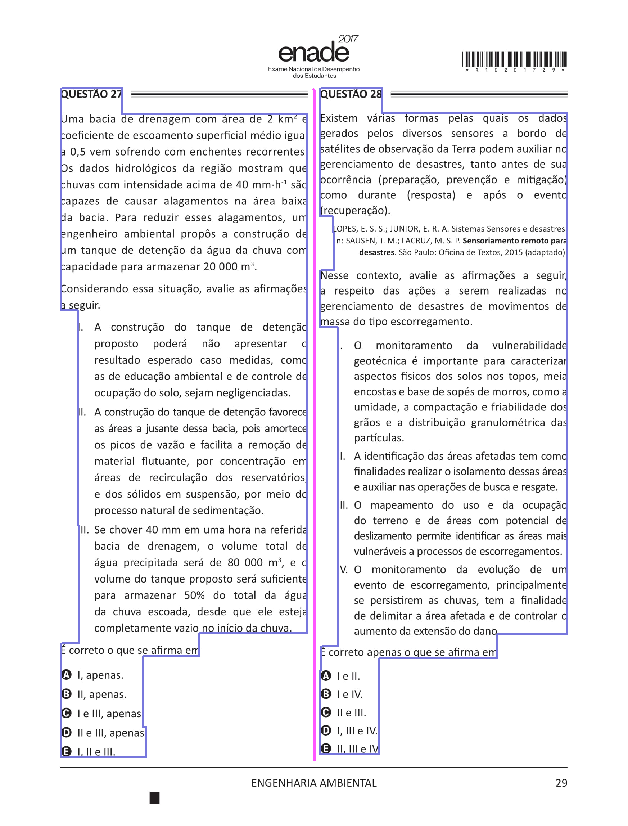 2017
enade
Exame Nacional de Desempenho
dos Estudantes
*R1620172 9*
QUESTÃO 27
Uma bacia de drenagem com área de 2 km² e
coeficiente de escoamento superficial médio igual
a 0,5 vem sofrendo com enchentes recorrentes.
Os dados hidrológicos da região mostram que
chuvas com intensidade acima de 40 mm·h⁻¹ são
capazes de causar alagamentos na área baixa
da bacia. Para reduzir esses alagamentos, um
engenheiro ambiental propôs a construção de
um tanque de detenção da água da chuva com
capacidade para armazenar 20 000 m³.
Considerando essa situação, avalie as afirmações
a seguir.
I. A construção do tanque de detenção
proposto poderá não apresentar o
resultado esperado caso medidas, como
as de educação ambiental e de controle de
ocupação do solo, sejam negligenciadas.
II. A construção do tanque de detenção favorece
as áreas a jusante dessa bacia, pois amortece
os picos de vazão e facilita a remoção de
material flutuante, por concentração em
áreas de recirculação dos reservatórios,
e dos sólidos em suspensão, por meio do
processo natural de sedimentação.
III. Se chover 40 mm em uma hora na referida
bacia de drenagem, o volume total de
água precipitada será de 80 000 m³, e o
volume do tanque proposto será suficiente
para armazenar 50% do total da água
da chuva escoada, desde que ele esteja
completamente vazio no início da chuva.
É correto o que se afirma em
A I, apenas.
B II, apenas.
C I e III, apenas
D II e III, apenas
E I, II e III.
QUESTÃO 28
Existem várias formas pelas quais os dados
gerados pelos diversos sensores a bordo de
satélites de observação da Terra podem auxiliar no
gerenciamento de desastres, tanto antes de sua
ocorrência (preparação, prevenção e mitigação)
como durante (resposta) e após o evento
(recuperação).
LOPES, E. S. S.; JUNIOR, E. R. A. Sistemas Sensores e desastres.
In: SAUSEN, T. M.; LACRUZ, M. S. P. Sensoriamento remoto para
desastres. São Paulo: Oficina de Textos, 2015 (adaptado).
Nesse contexto, avalie as afirmações a seguir,
a respeito das ações a serem realizadas no
gerenciamento de desastres de movimentos de
massa do tipo escorregamento.
I. O monitoramento da vulnerabilidade
geotécnica é importante para caracterizar
aspectos físicos dos solos nos topos, meia
encostas e base de sopés de morros, como a
umidade, a compactação e friabilidade dos
grãos e a distribuição granulométrica das
partículas.
II. A identificação das áreas afetadas tem como
finalidades realizar o isolamento dessas áreas
e auxiliar nas operações de busca e resgate.
III. O mapeamento do uso e da ocupação
do terreno e de áreas com potencial de
deslizamento permite identificar as áreas mais
vulneráveis a processos de escorregamentos.
IV. O monitoramento da evolução de um
evento de escorregamento, principalmente
se persistirem as chuvas, tem a finalidade
de delimitar a área afetada e de controlar o
aumento da extensão do dano.
É correto apenas o que se afirma em
A I e II.
B I e IV.
C II e III.
D I, III e IV.
E II, III e IV
ENGENHARIA AMBIENTAL
29